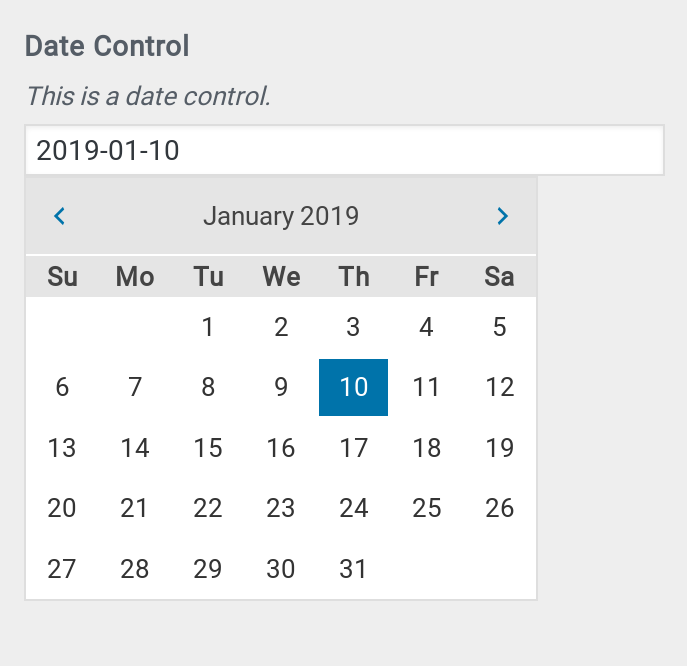 Date Control
This is a date control.
2019-01-10
January 2019
Su Mo Tu We Th Fr Sa
1 2 3 4 5
6 7 8 9 10 11 12
13 14 15 16 17 18 19
20 21 22 23 24 25 26
27 28 29 30 31